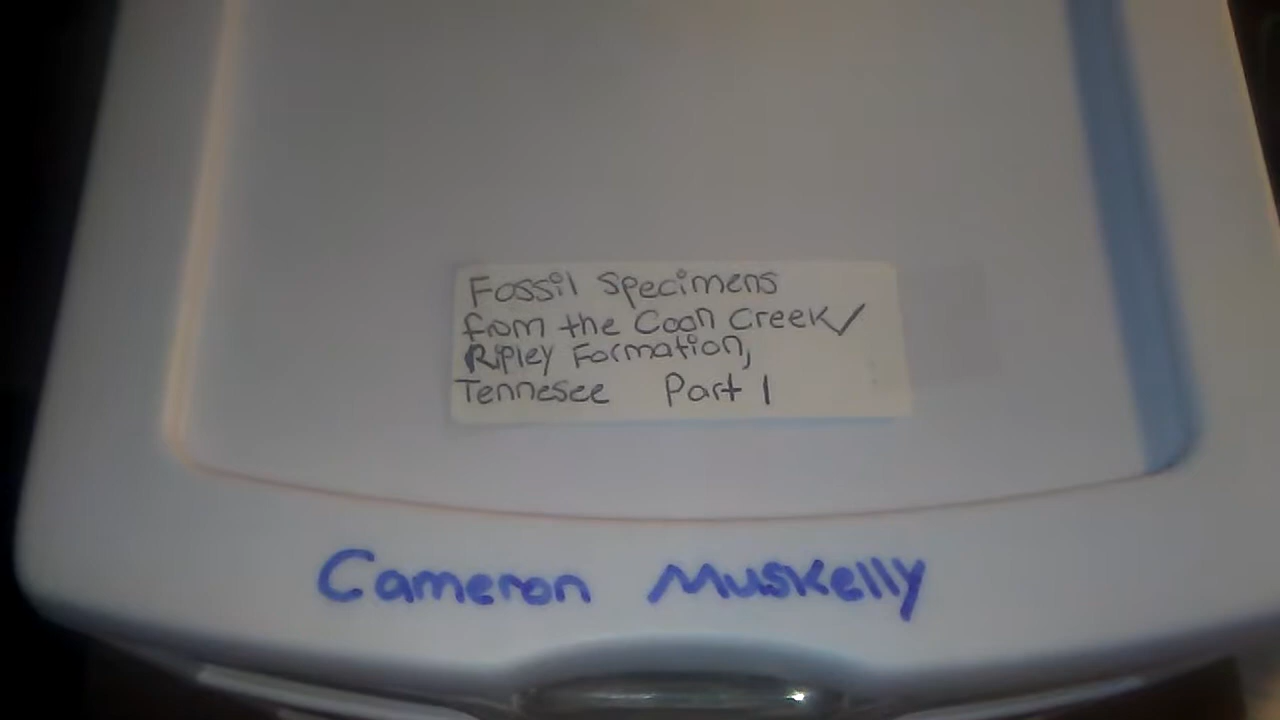 Fossil Specimens
from the Coon Creek/
Ripley Formation,
Tennesee Part 1
Cameron Muskelly